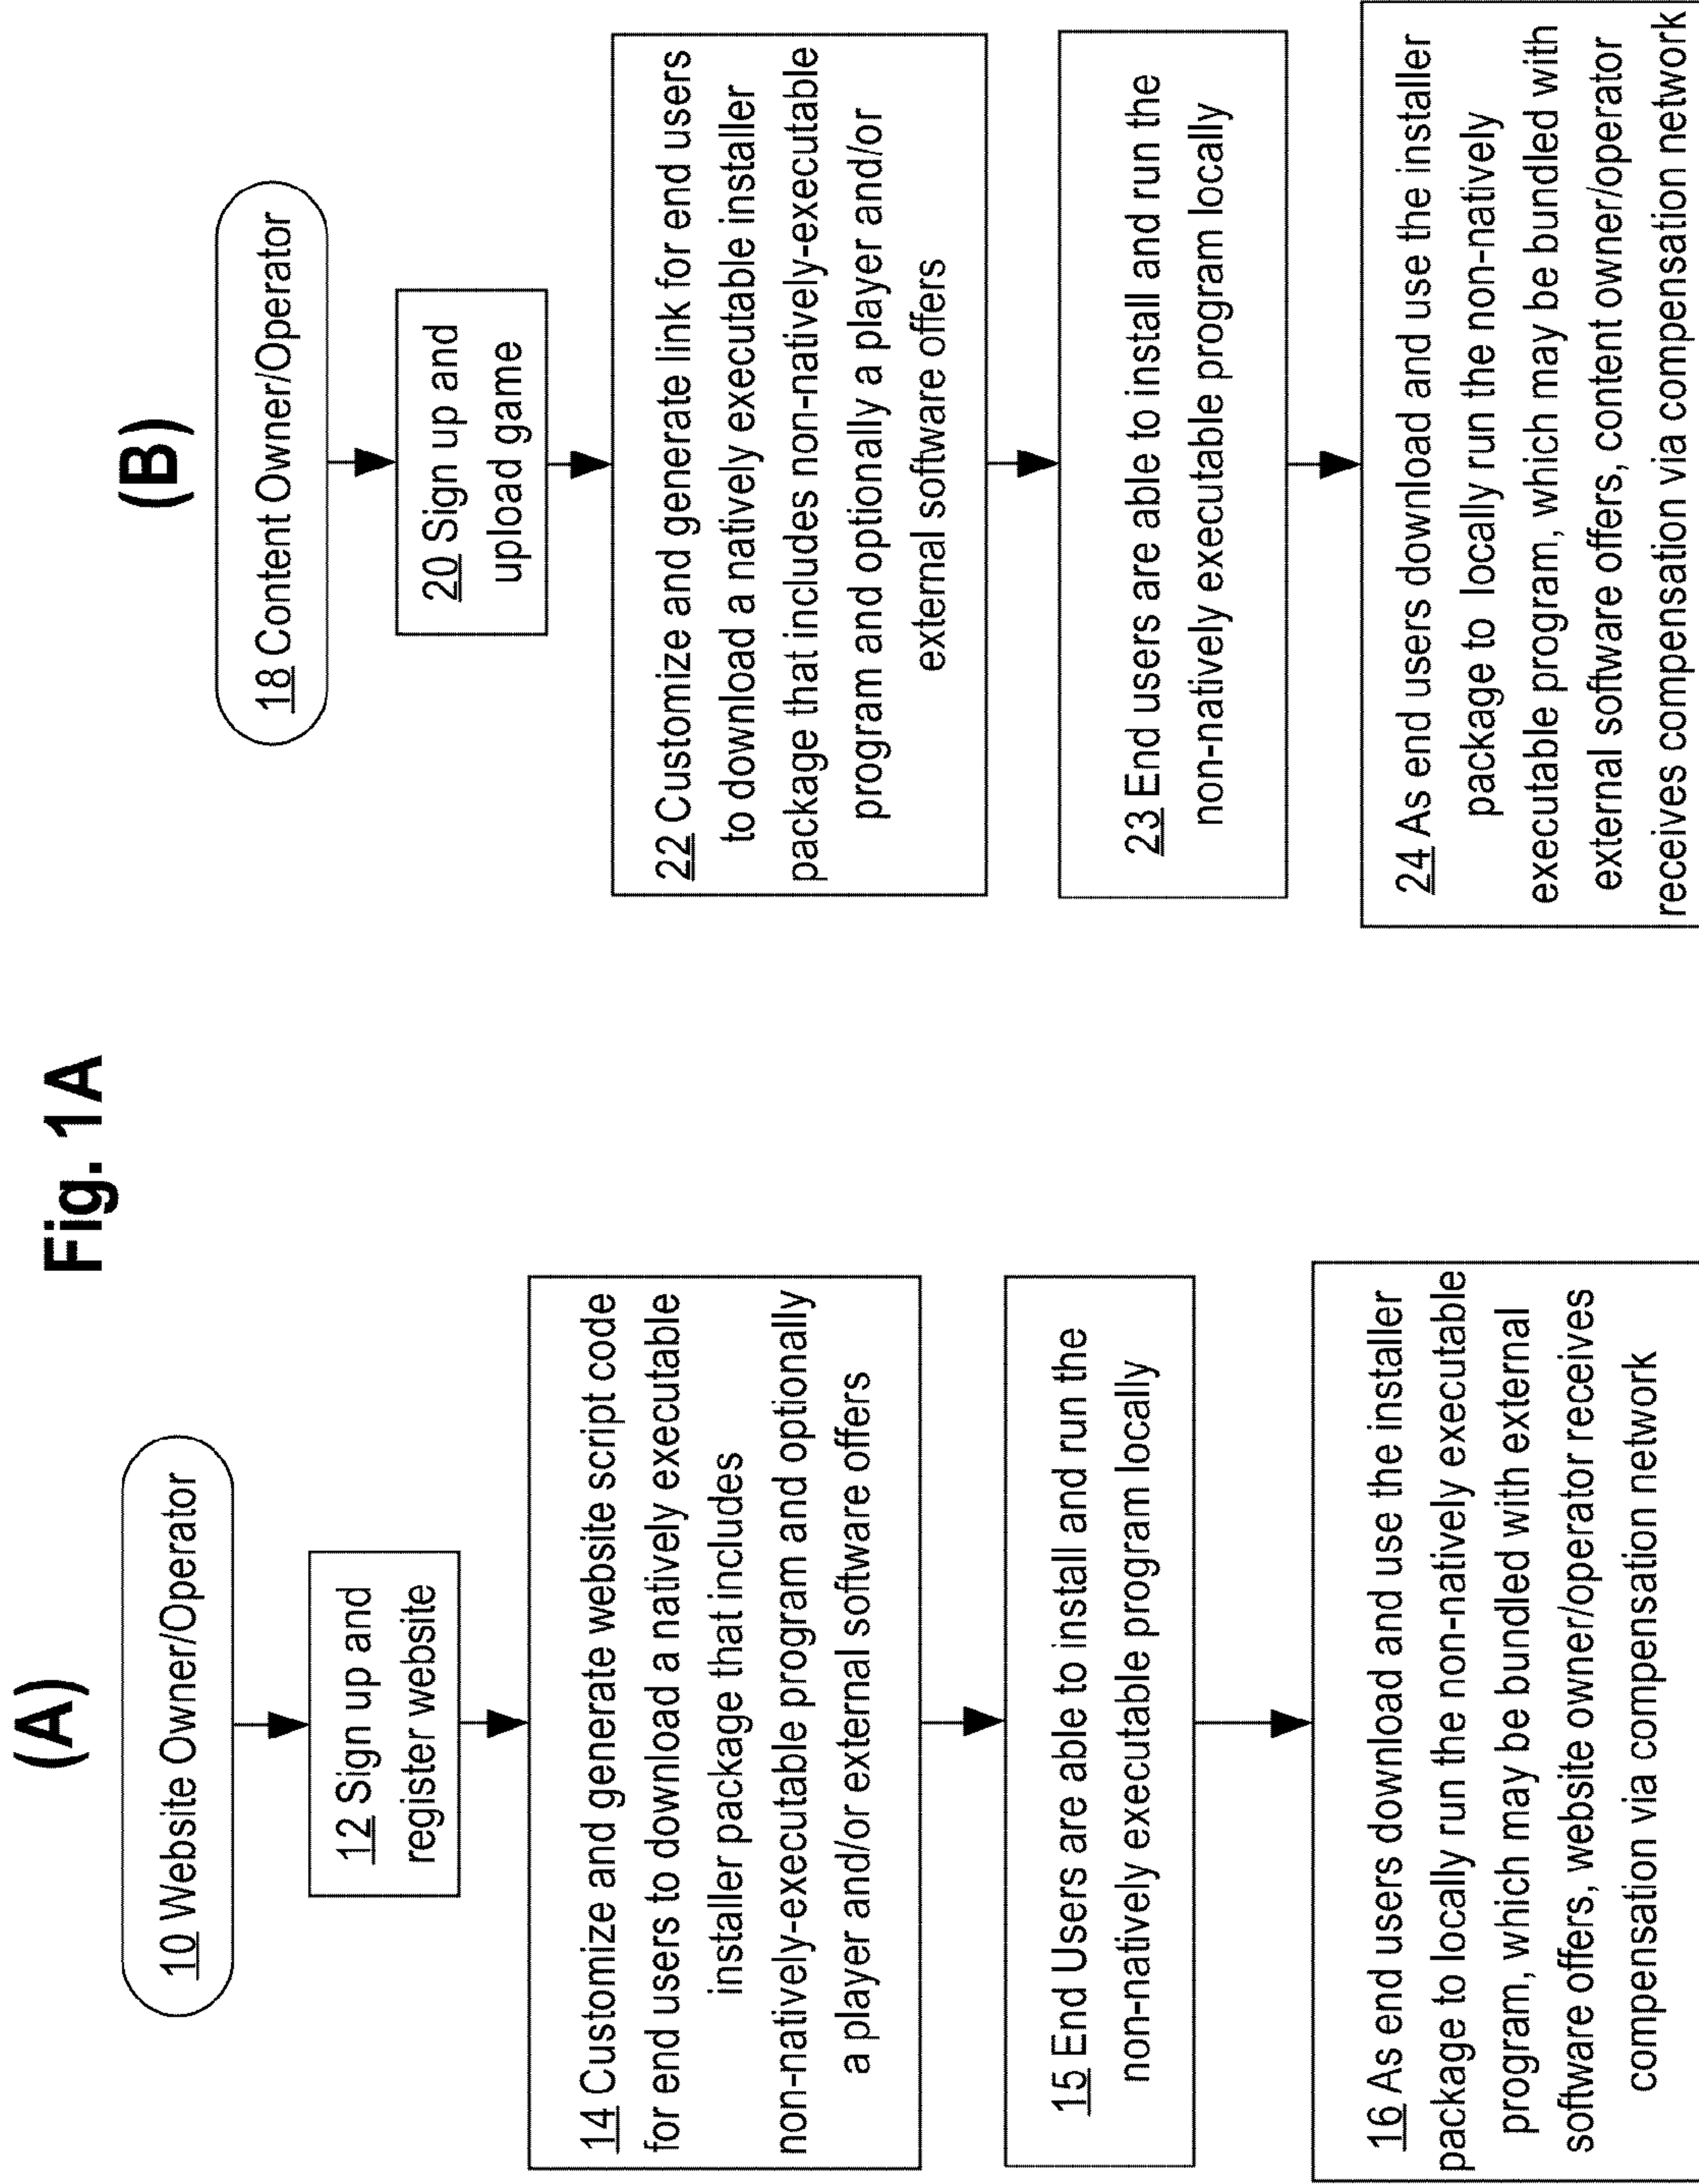 Fig. 1A
(A)
10 Website Owner/Operator
12 Sign up and
register website
14 Customize and generate website script code
for end users to download a natively executable
installer package that includes
non-natively-executable program and optionally
a player and/or external software offers
15 End Users are able to install and run the
non-natively executable program locally
16 As end users download and use the installer
package to locally run the non-natively executable
program, which may be bundled with external
software offers, website owner/operator receives
compensation via compensation network
(B)
18 Content Owner/Operator
20 Sign up and
upload game
22 Customize and generate link for end users
to download a natively executable installer
package that includes non-natively-executable
program and optionally a player and/or
external software offers
23 End users are able to install and run the
non-natively executable program locally
24 As end users download and use the installer
package to locally run the non-natively
executable program, which may be bundled with
external software offers, content owner/operator
receives compensation via compensation network